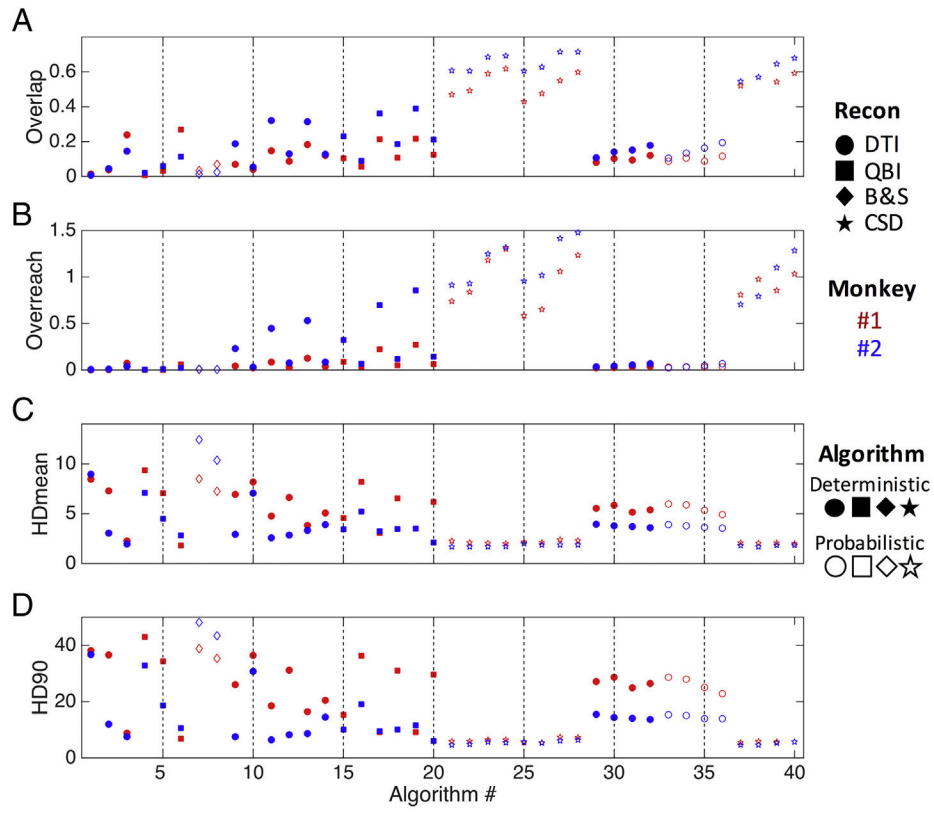 A
0.6
0.4
0.2
0
Overlap
B
1.5
1
0.5
0
Overreach
C
10
5
0
HDmean
D
40
20
0
HD90
5 10 15 20 25 30 35 40
Algorithm #
Recon
DTI
QBI
B&S
CSD
Monkey
#1
#2
Algorithm
Deterministic
Probabilistic